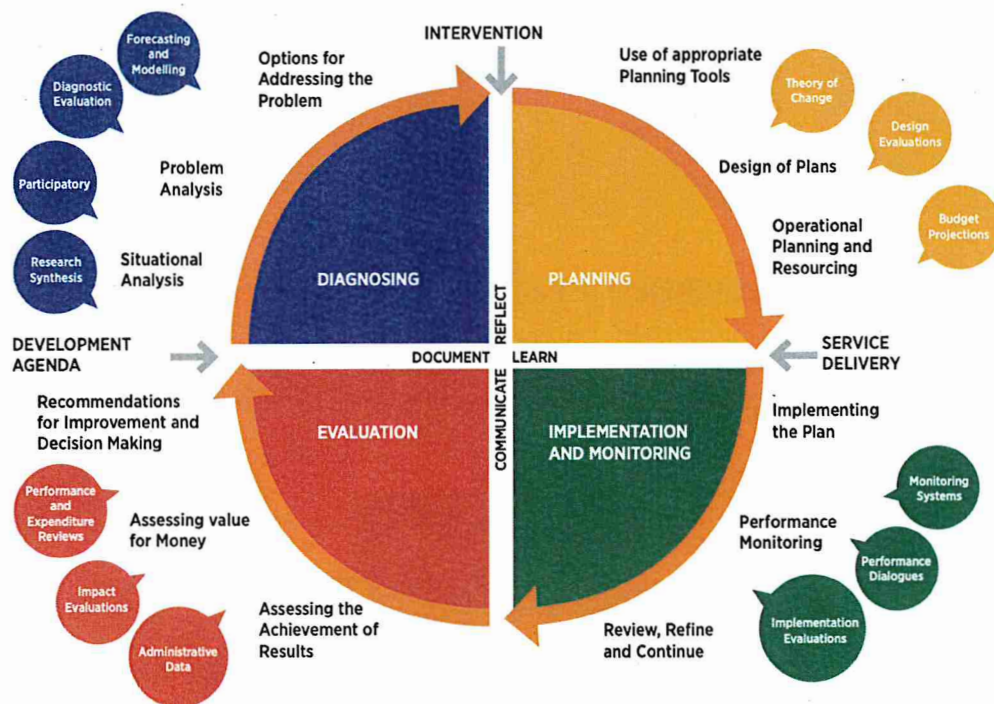 INTERVENTION
Forecasting
and
Modelling
Diagnostic
Evaluation
Participatory
Research
Synthesis
Options for
Addressing the
Problem
Problem
Analysis
Situational
Analysis
Use of appropriate
Planning Tools
Design of Plans
Operational
Planning and
Resourcing
Theory of
Change
Design
Evaluations
Budget
Projections
DIAGNOSING
PLANNING
REFLECT
DEVELOPMENT
AGENDA
DOCUMENT
LEARN
SERVICE
DELIVERY
COMMUNICATE
EVALUATION
IMPLEMENTATION
AND MONITORING
Recommendations
for Improvement and
Decision Making
Assessing value
for Money
Assessing the
Achievement of
Results
Performance
and
Expenditure
Reviews
Impact
Evaluations
Administrative
Data
Implementing
the Plan
Performance
Monitoring
Review, Refine
and Continue
Monitoring
Systems
Performance
Dialogues
Implementation
Evaluations